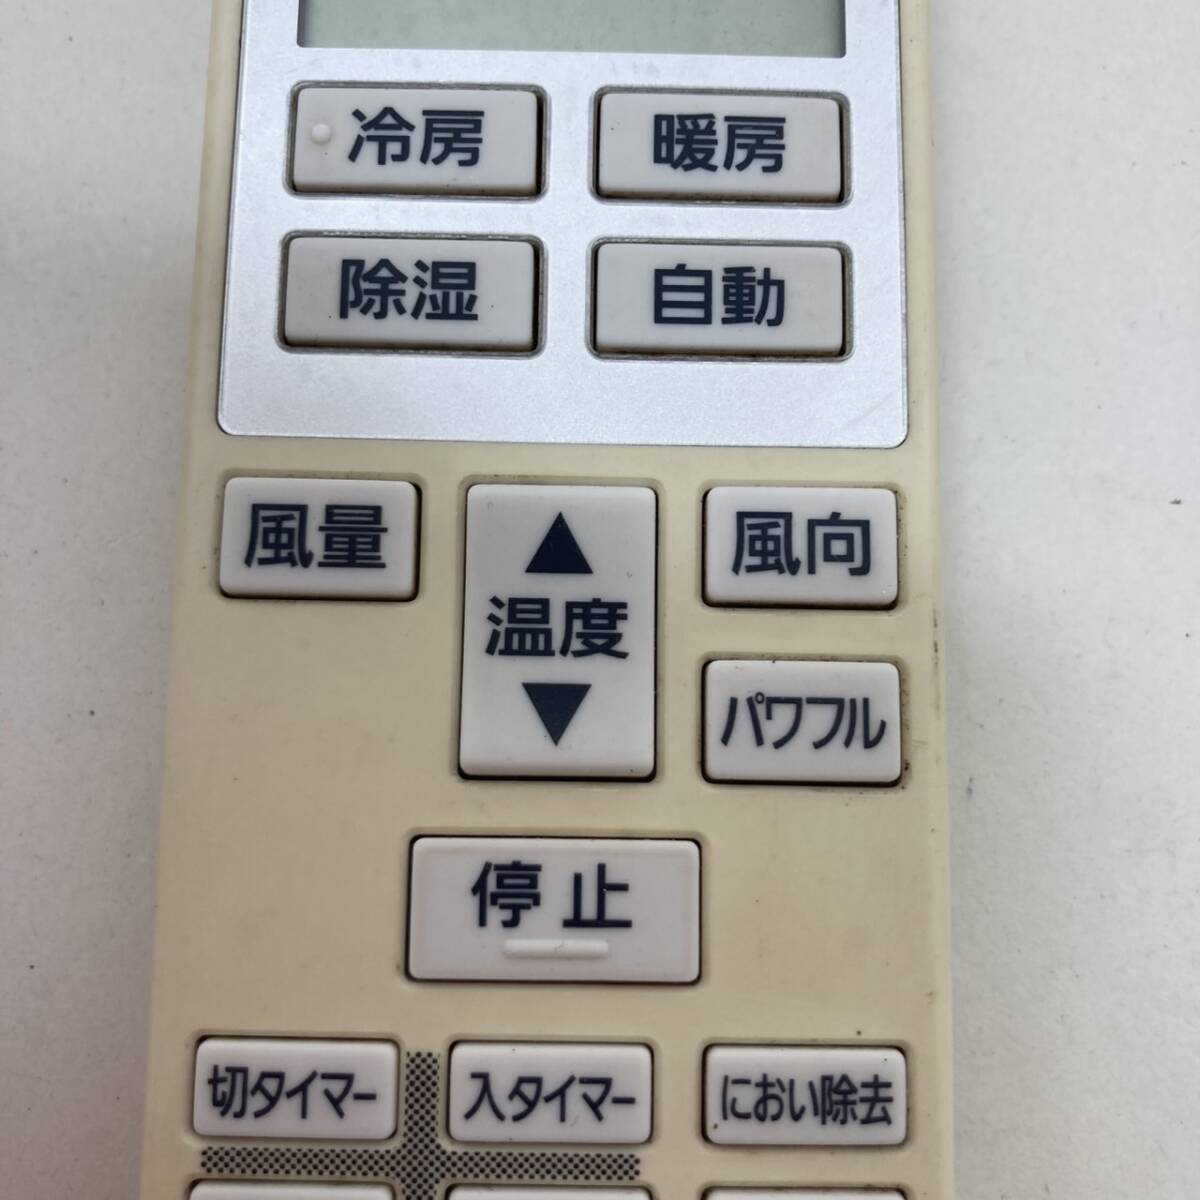 冷房 暖房
除湿 自動
風量 ▲ 風向
温度
▼ パワフル
停止
切タイマー 入タイマー におい除去